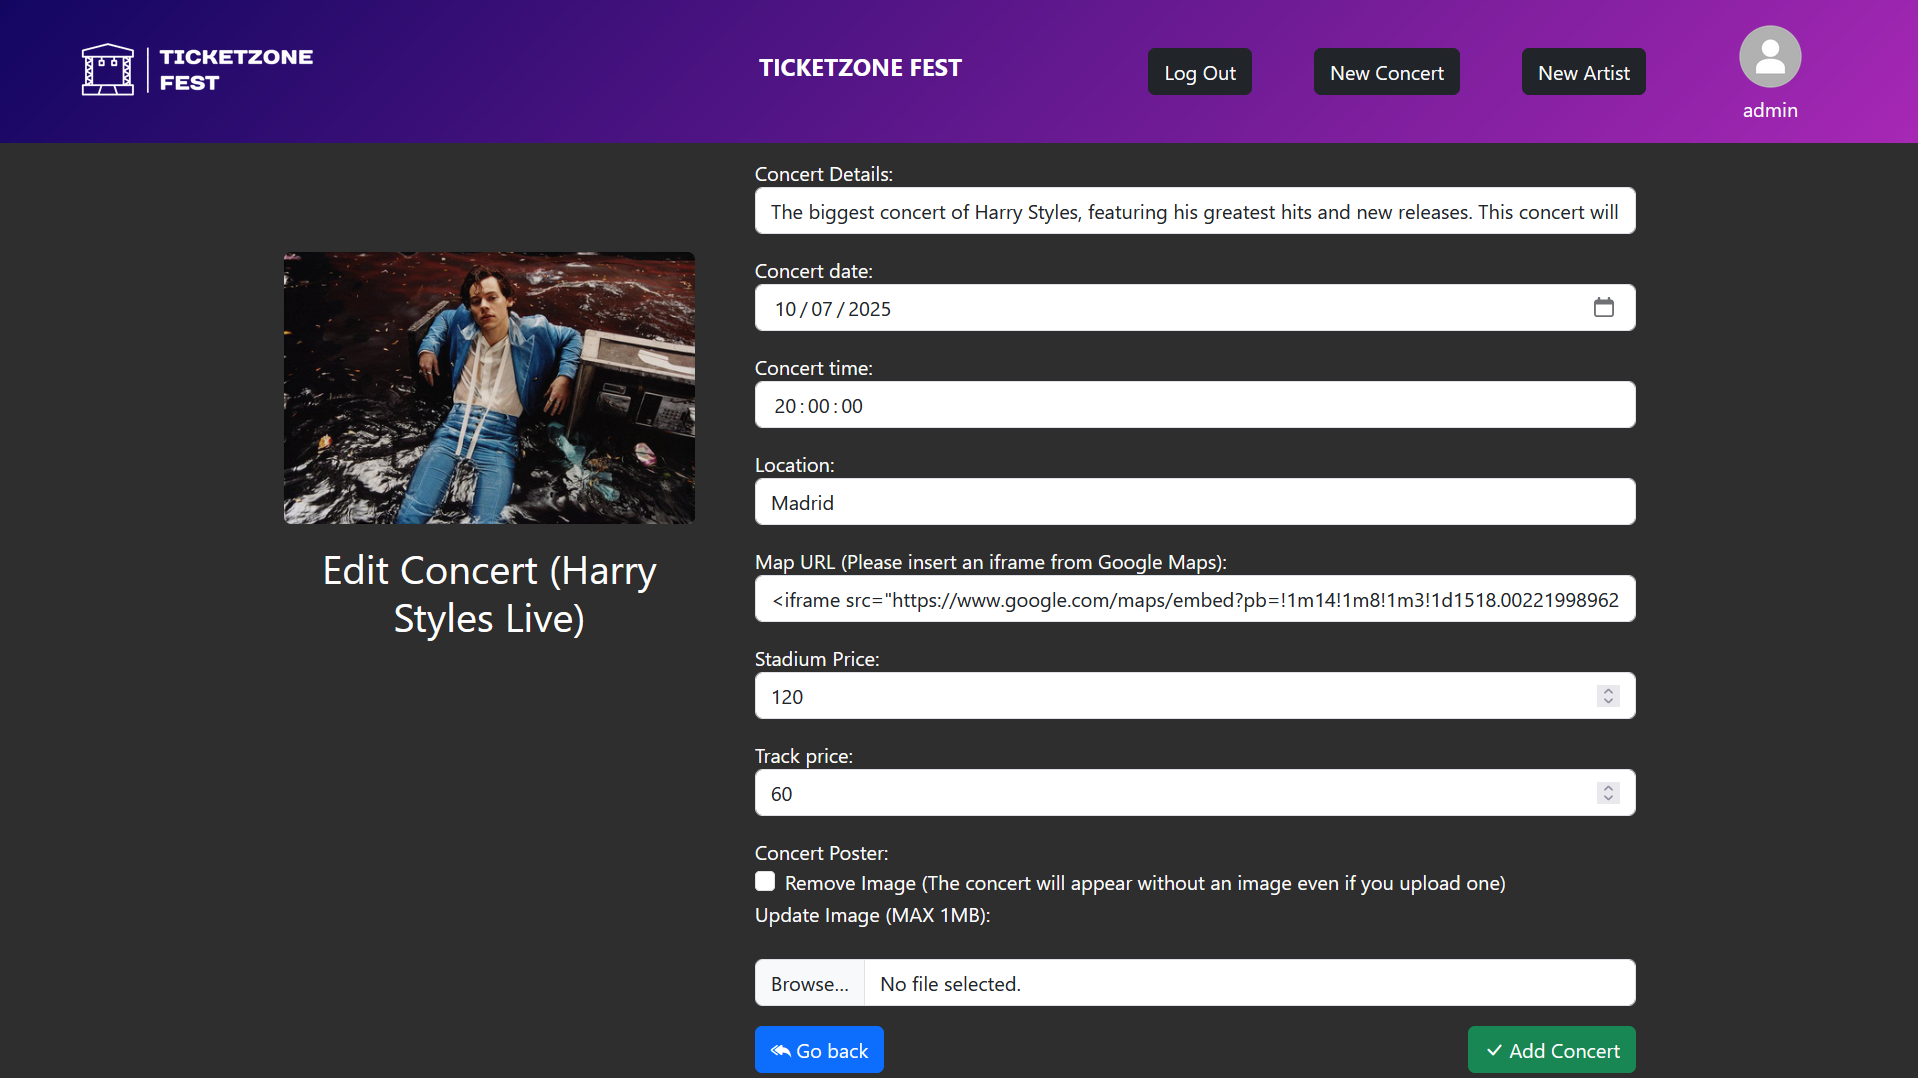 TICKETZONE
FEST
TICKETZONE FEST
Log Out
New Concert
New Artist
admin
Edit Concert (Harry
Styles Live)
Concert Details:
The biggest concert of Harry Styles, featuring his greatest hits and new releases. This concert will
Concert date:
10/07/2025
Concert time:
20:00:00
Location:
Madrid
Map URL (Please insert an iframe from Google Maps):
<iframe src="https://www.google.com/maps/embed?pb=!1m14!1m8!1m3!1d1518.00221998962
Stadium Price:
120
Track price:
60
Concert Poster:
Remove Image (The concert will appear without an image even if you upload one)
Update Image (MAX 1MB):
Browse... No file selected.
Go back
Add Concert